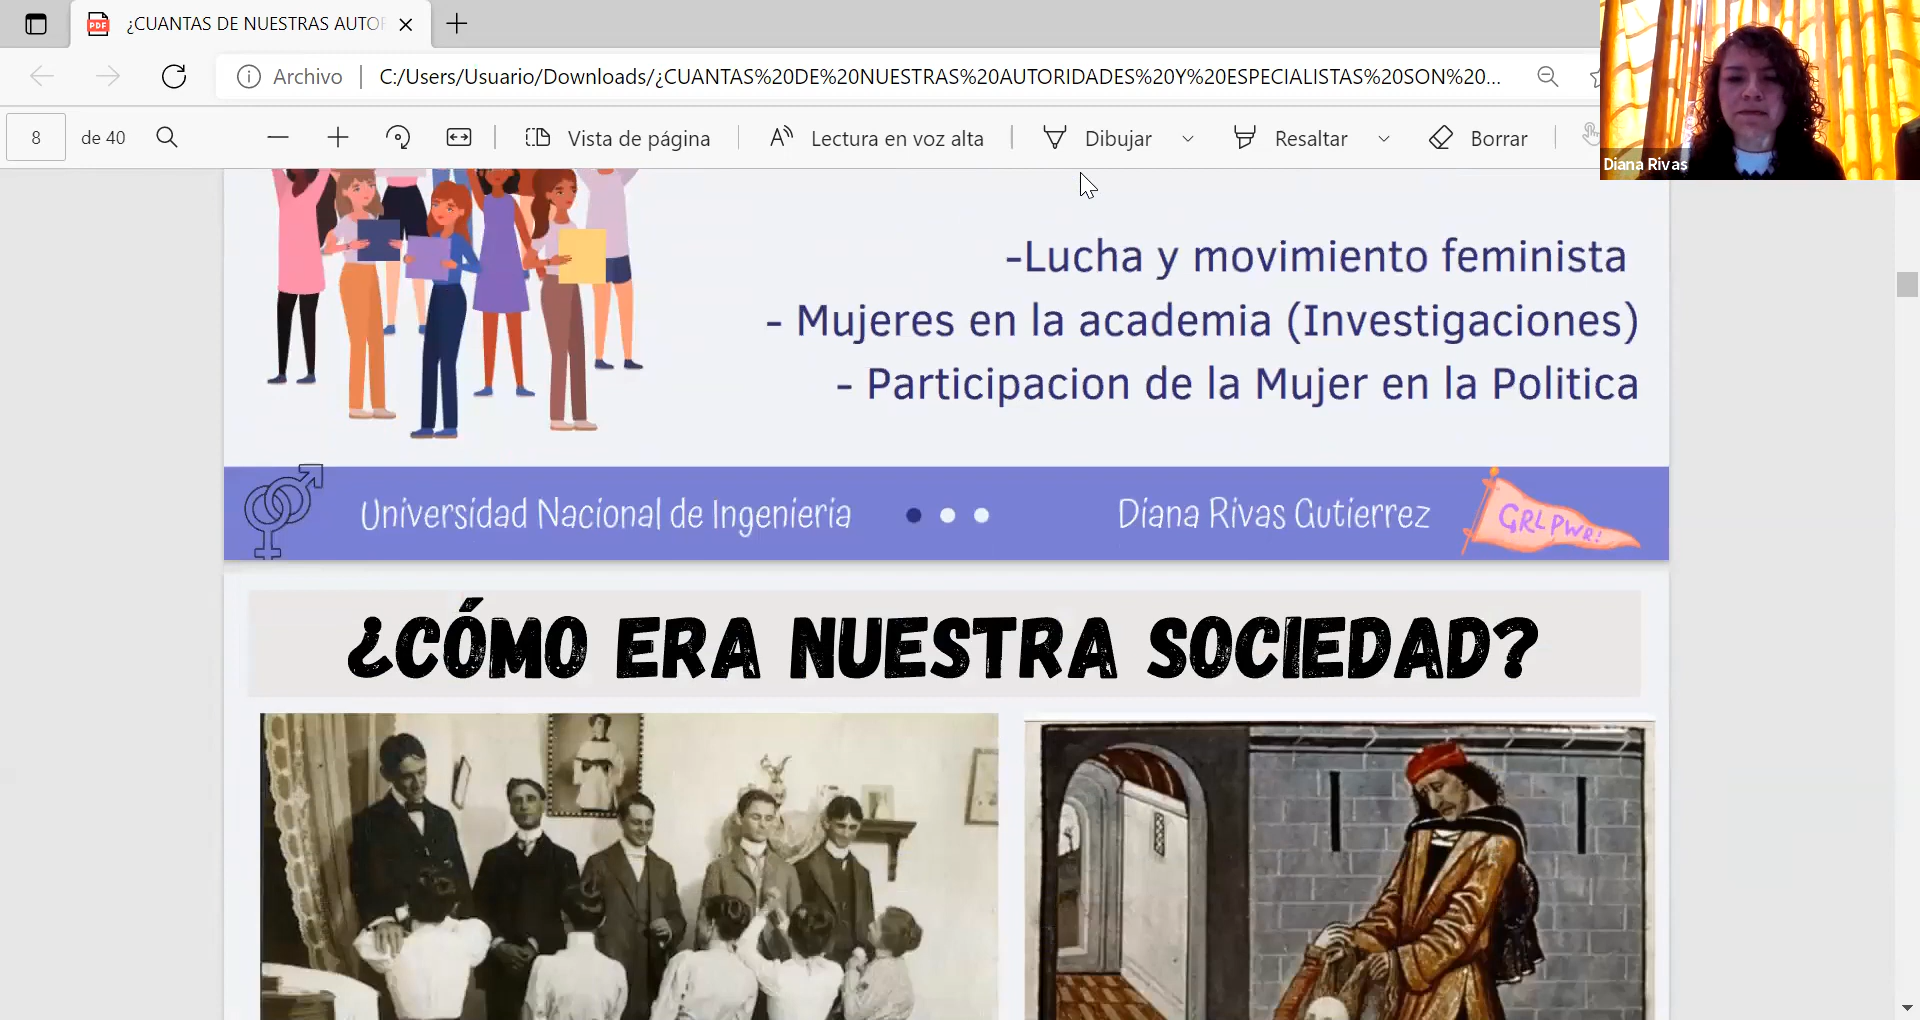 ¿CUANTAS DE NUESTRAS AUTOR
Archivo
C:/Users/Usuario/Downloads/¿CUANTAS%20DE%20NUESTRAS%20AUTORIDADES%20Y%20ESPECIALISTAS%20SON%20...
8 de 40
Vista de página
Lectura en voz alta
Dibujar
Resaltar
Borrar
Diana Rivas
-Lucha y movimiento feminista
- Mujeres en la academia (Investigaciones)
- Participacion de la Mujer en la Politica
Universidad Nacional de Ingenieria
Diana Rivas Gutierrez
GRL PWR!
¿CÓMO ERA NUESTRA SOCIEDAD?